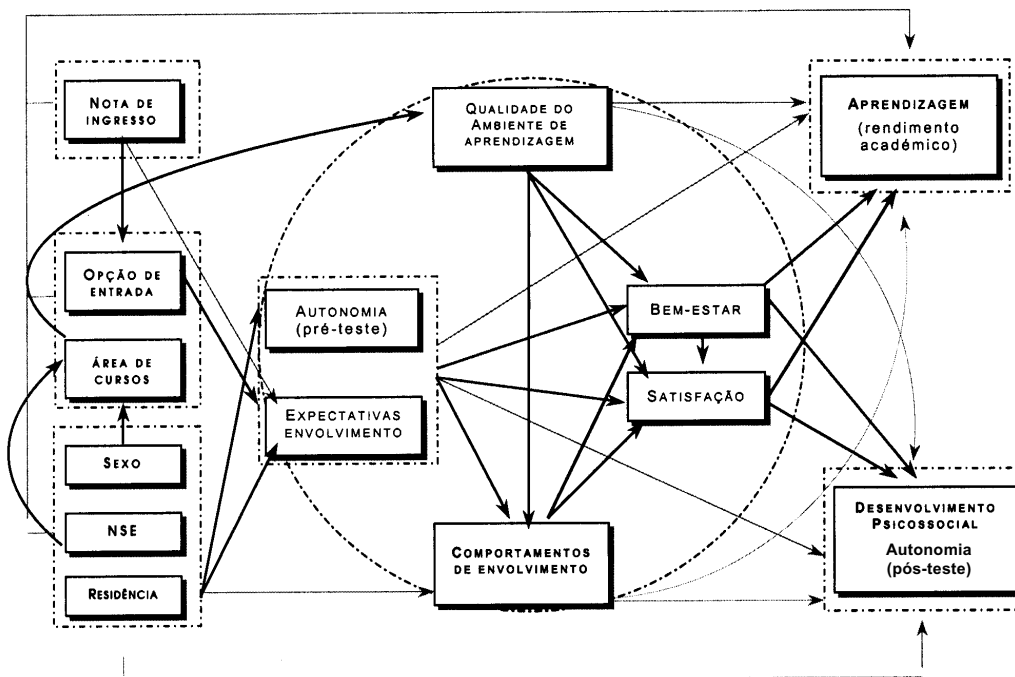 NOTA DE
INGRESSO
OPÇÃO DE
ENTRADA
ÁREA DE
CURSOS
SEXO
NSE
RESIDÊNCIA
AUTONOMIA
(pré-teste)
EXPECTATIVAS
ENVOLVIMENTO
QUALIDADE DO
AMBIENTE DE
APRENDIZAGEM
BEM-ESTAR
SATISFAÇÃO
COMPORTAMENTOS
DE ENVOLVIMENTO
APRENDIZAGEM
(rendimento
académico)
DESENVOLVIMENTO
PSICOSSOCIAL
Autonomia
(pós-teste)